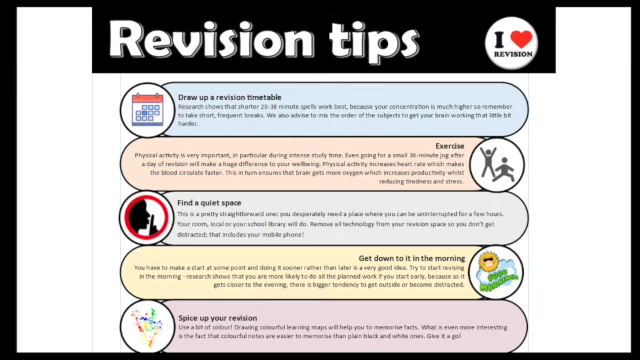 Revision tips
I ❤ REVISION
Draw up a revision timetable
Research shows that shorter 20-30 minute spells work best, because your concentration is much higher so remember
to take short, frequent breaks. We also advise to mix the order of the subjects to get your brain working that little bit
harder.
Exercise
Physical activity is very important, in particular during intense study time. Even going for a small 30-minute jog after
a day of revision will make a huge difference to your wellbeing. Physical activity increases heart rate which makes
the blood circulate faster. This in turn ensures that brain gets more oxygen which increases productivity whilst
reducing tiredness and stress.
Find a quiet space
This is a pretty straightforward one: you desperately need a place where you can be uninterrupted for a few hours.
Your room, local or your school library will do. Remove all technology from your revision space so you don't get
distracted; that includes your mobile phone!
Get down to it in the morning
You have to make a start at some point and doing it sooner rather than later is a very good idea. Try to start revising
in the morning - research shows that you are more likely to do all the planned work if you start early, because as it
gets closer to the evening, there is bigger tendency to get outside or become distracted.
GOOD
MORNING
Spice up your revision
Use a bit of colour! Drawing colourful learning maps will help you to memorise facts. What is even more interesting
is the fact that colourful notes are easier to memorise than plain black and white ones. Give it a go!